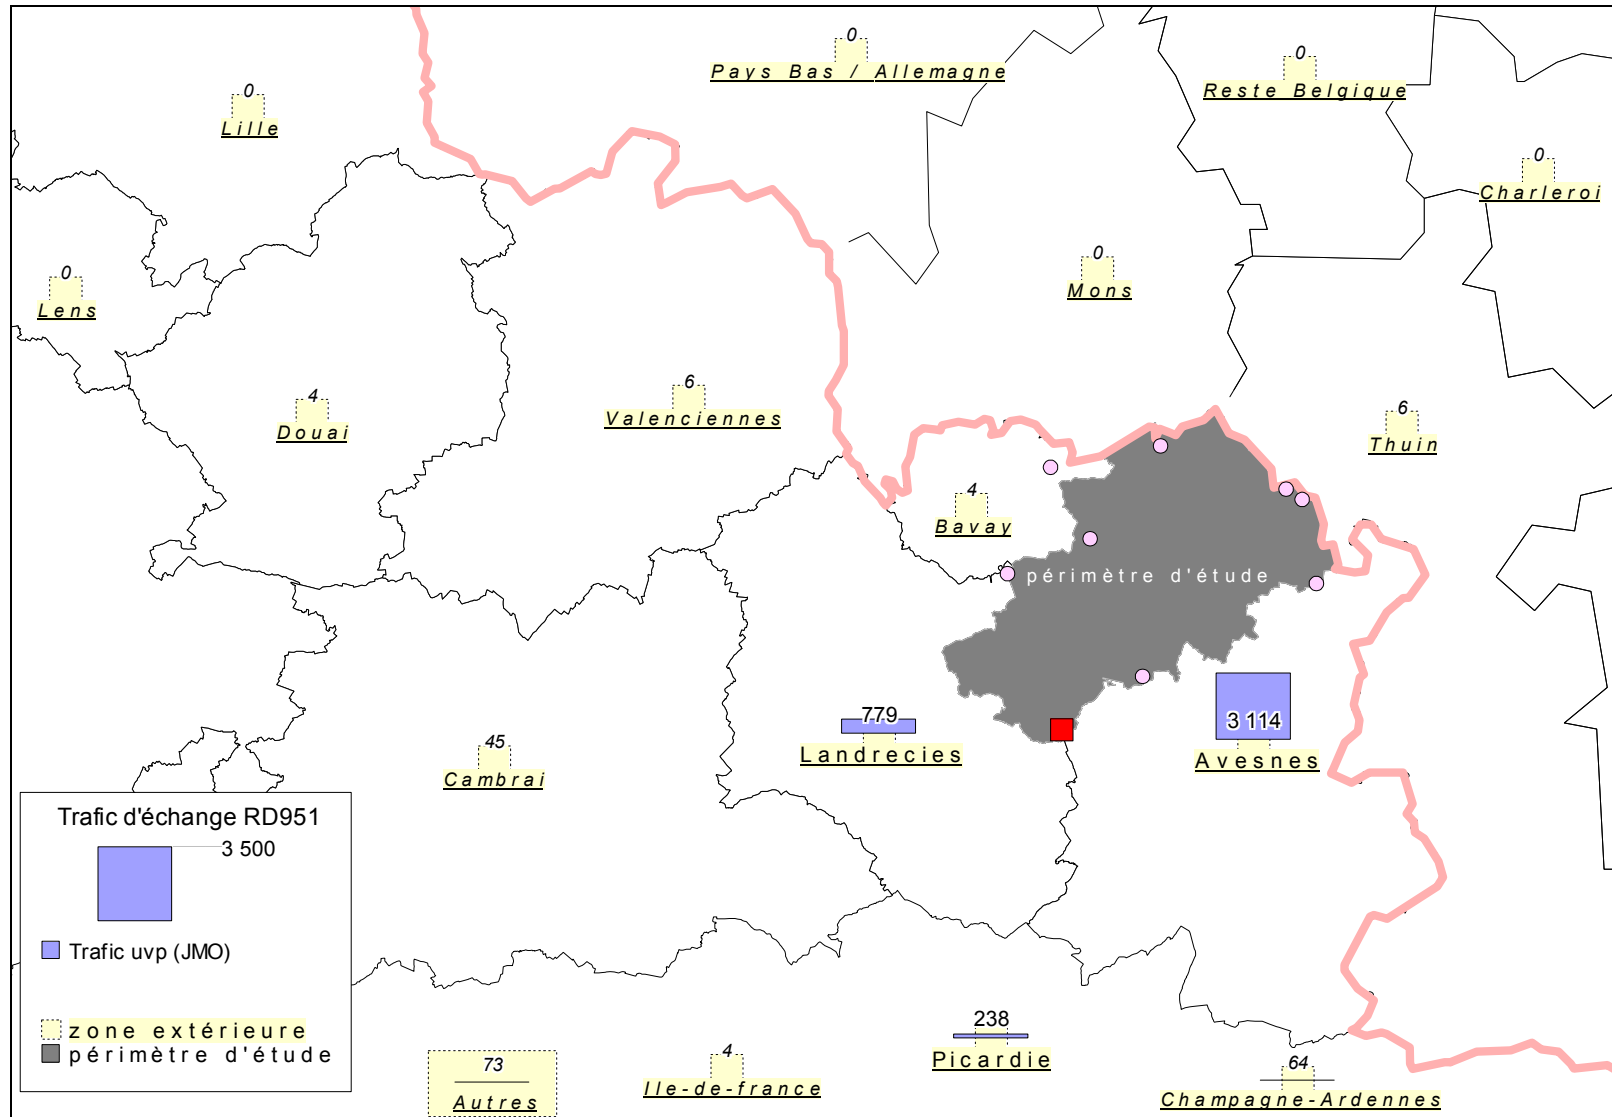 0
Pays Bas / Allemagne
0
Reste Belgique
0
Lille
0
Charleroi
0
Lens
0
Mons
4
Douai
6
Valenciennes
6
Thuin
4
Bavay
périmètre d'étude
779
Landrecies
3 114
Avesnes
45
Cambrai
Trafic d'échange RD951
3 500
Trafic uvp (JMO)
zone extérieure
périmètre d'étude
73
Autres
4
Ile-de-france
238
Picardie
64
Champagne-Ardennes